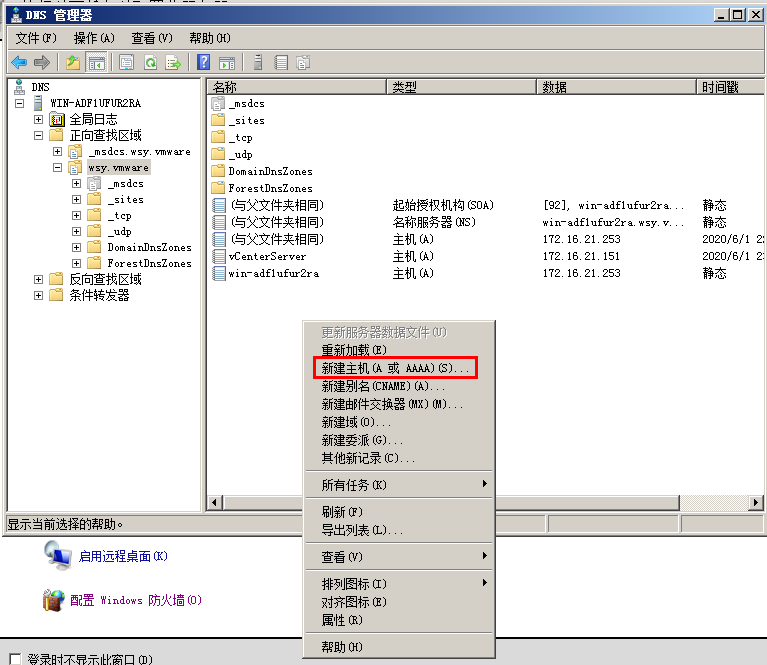 DNS 管理器
文件(F) 操作(A) 查看(V) 帮助(H)
DNS
WIN-ADF1UFUR2RA
全局日志
正向查找区域
_msdcs.wsy.vmware
wsy.vmware
_msdcs
_sites
_tcp
_udp
DomainDnsZones
ForestDnsZones
反向查找区域
条件转发器
名称 类型 数据 时间戳
_msdcs
_sites
_tcp
_udp
DomainDnsZones
ForestDnsZones
(与父文件夹相同) 起始授权机构(SOA) [92], win-adf1ufur2ra... 静态
(与父文件夹相同) 名称服务器(NS) win-adf1ufur2ra.wsy.v... 静态
(与父文件夹相同) 主机(A) 172.16.21.253 2020/6/1 2
vCenterServer 主机(A) 172.16.21.151 2020/6/1 2
win-adf1ufur2ra 主机(A) 172.16.21.253 静态
更新服务器数据文件(U)
重新加载(E)
新建主机(A 或 AAAA)(S)...
新建别名(CNAME)(A)...
新建邮件交换器(MX)(M)...
新建域(O)...
新建委派(G)...
其他新记录(C)...
所有任务(K)
刷新(F)
导出列表(L)...
查看(V)
排列图标(I)
对齐图标(E)
属性(R)
帮助(H)
显示当前选择的帮助。
启用远程桌面(K)
配置 Windows 防火墙(O)
登录时不显示此窗口(D)